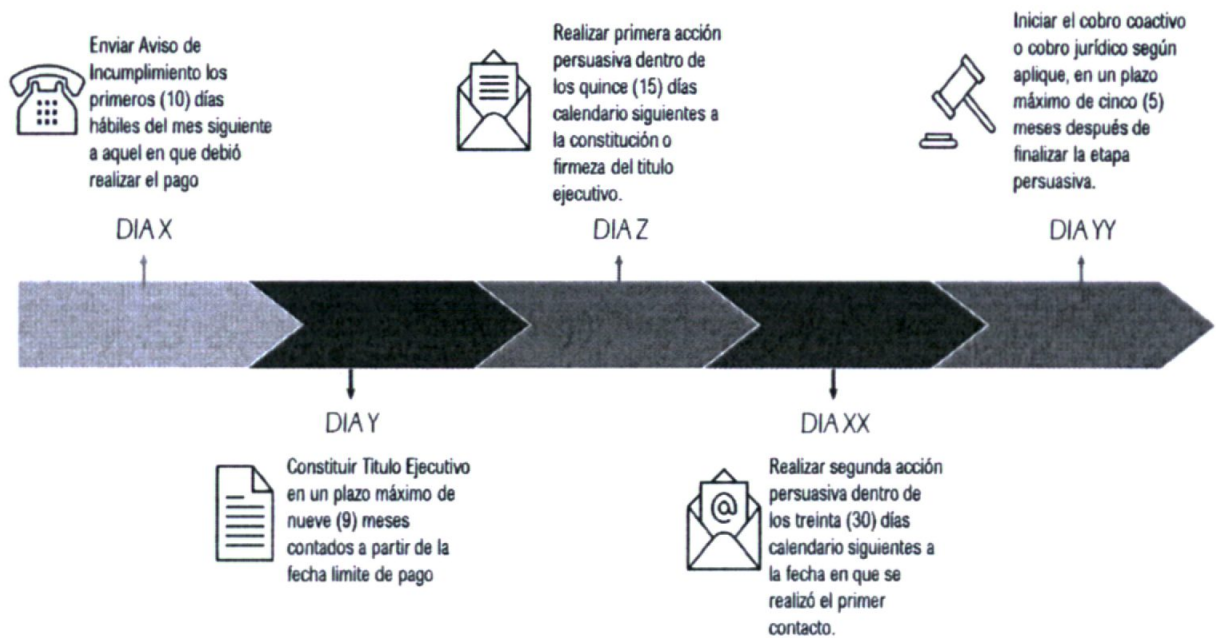 Enviar Aviso de
Incumplimiento los
primeros (10) días
hábiles del mes siguiente
a aquel en que debió
realizar el pago
DIA X
Realizar primera acción
persuasiva dentro de
los quince (15) días
calendario siguientes a
la constitución o
firmeza del titulo
ejecutivo.
DIA Z
Iniciar el cobro coactivo
o cobro jurídico según
aplique, en un plazo
máximo de cinco (5)
meses después de
finalizar la etapa
persuasiva.
DIA YY
DIA Y
Constituir Titulo Ejecutivo
en un plazo máximo de
nueve (9) meses
contados a partir de la
fecha limite de pago
DIA XX
@
Realizar segunda acción
persuasiva dentro de
los treinta (30) días
calendario siguientes a
la fecha en que se
realizó el primer
contacto.